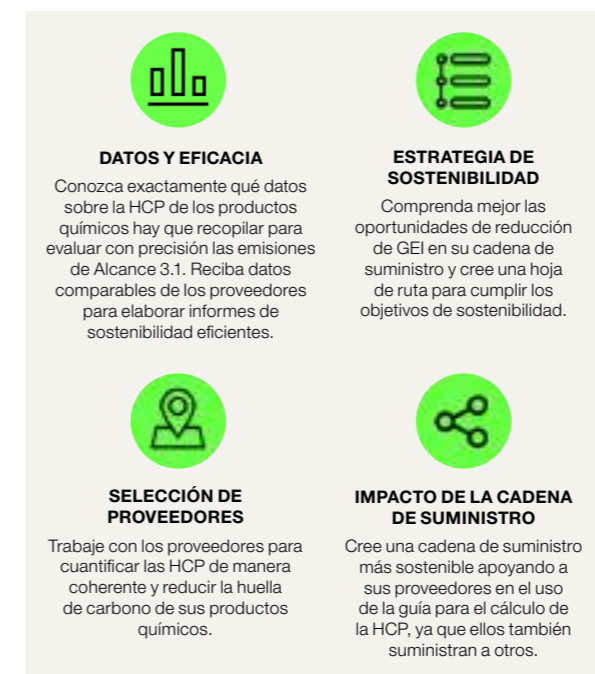 DATOS Y EFICACIA
Conozca exactamente qué datos
sobre la HCP de los productos
químicos hay que recopilar para
evaluar con precisión las emisiones
de Alcance 3.1. Reciba datos
comparables de los proveedores
para elaborar informes de
sostenibilidad eficientes.
ESTRATEGIA DE
SOSTENIBILIDAD
Comprenda mejor las
oportunidades de reducción
de GEI en su cadena de
suministro y cree una hoja
de ruta para cumplir los
objetivos de sostenibilidad.
SELECCIÓN DE
PROVEEDORES
Trabaje con los proveedores para
cuantificar las HCP de manera
coherente y reducir la huella
de carbono de sus productos
químicos.
IMPACTO DE LA CADENA
DE SUMINISTRO
Cree una cadena de suministro
más sostenible apoyando a
sus proveedores en el uso
de la guía para el cálculo de
la HCP, ya que ellos también
suministran a otros.